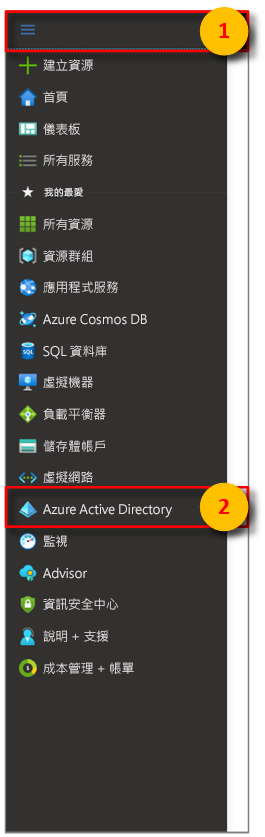 1
建立資源
首頁
儀表板
所有服務
我的最愛
所有資源
資源群組
應用程式服務
Azure Cosmos DB
SQL 資料庫
虛擬機器
負載平衡器
儲存體帳戶
虛擬網路
Azure Active Directory 2
監視
Advisor
資訊安全中心
說明 + 支援
成本管理 + 帳單